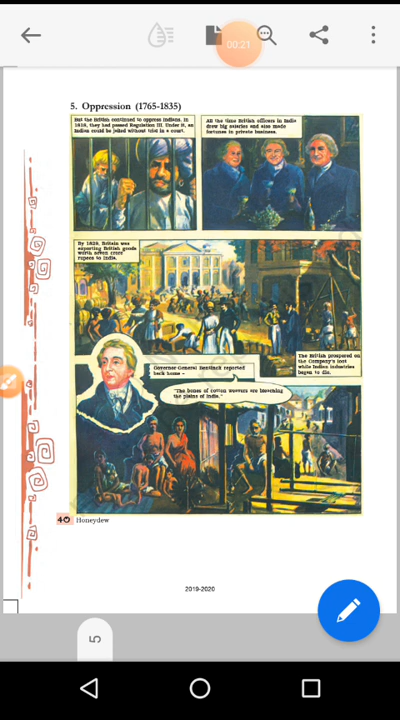 00:21
5. Oppression (1765-1835)
But the British continued to oppress Indians. In
1818, they had passed Regulation III. Under it, an
Indian could be jailed without trial in a court.
All the time British officers in India
drew big salaries and also made
fortunes in private business.
By 1829, Britain was
exporting British goods
worth seven crore
rupees to India.
The British prospered on
the Company's loot
while Indian industries
began to die.
Governor-General Bentinck reported
back home –
"The bones of cotton weavers are bleaching
the plains of India."
40 Honeydew
2019-2020
5